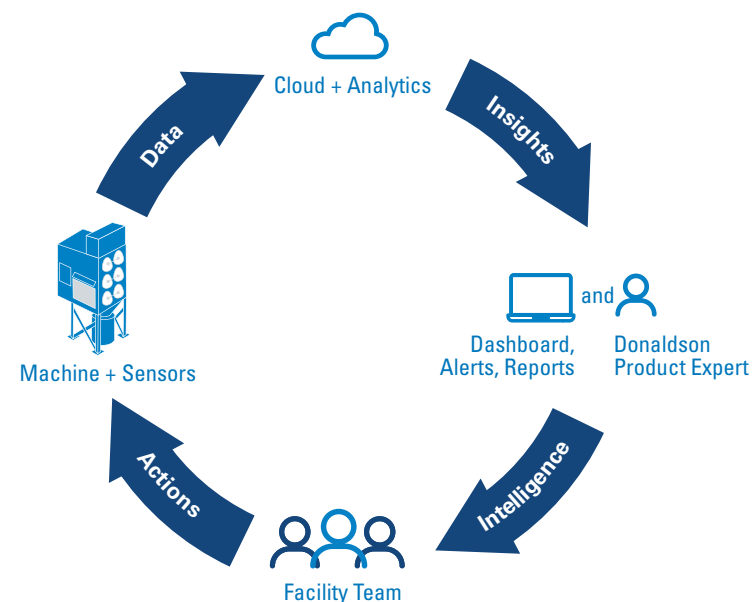 Cloud + Analytics
Data
Insights
and
Dashboard,
Alerts, Reports
Donaldson
Product Expert
Machine + Sensors
Actions
Intelligence
Facility Team